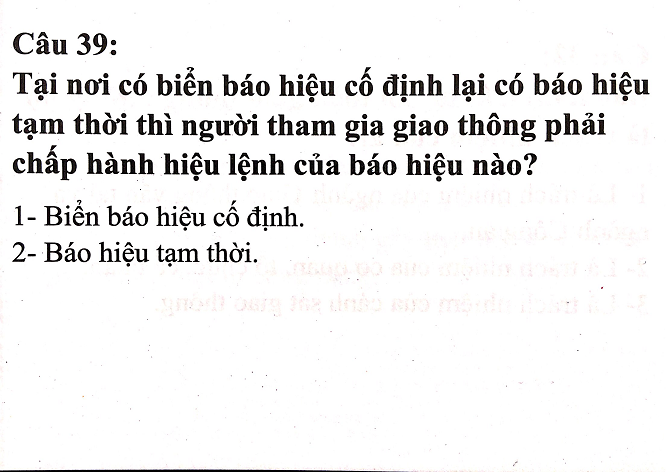 Câu 39:
Tại nơi có biển báo hiệu cố định lại có báo hiệu
tạm thời thì người tham gia giao thông phải
chấp hành hiệu lệnh của báo hiệu nào?
1- Biển báo hiệu cố định.
2- Báo hiệu tạm thời.